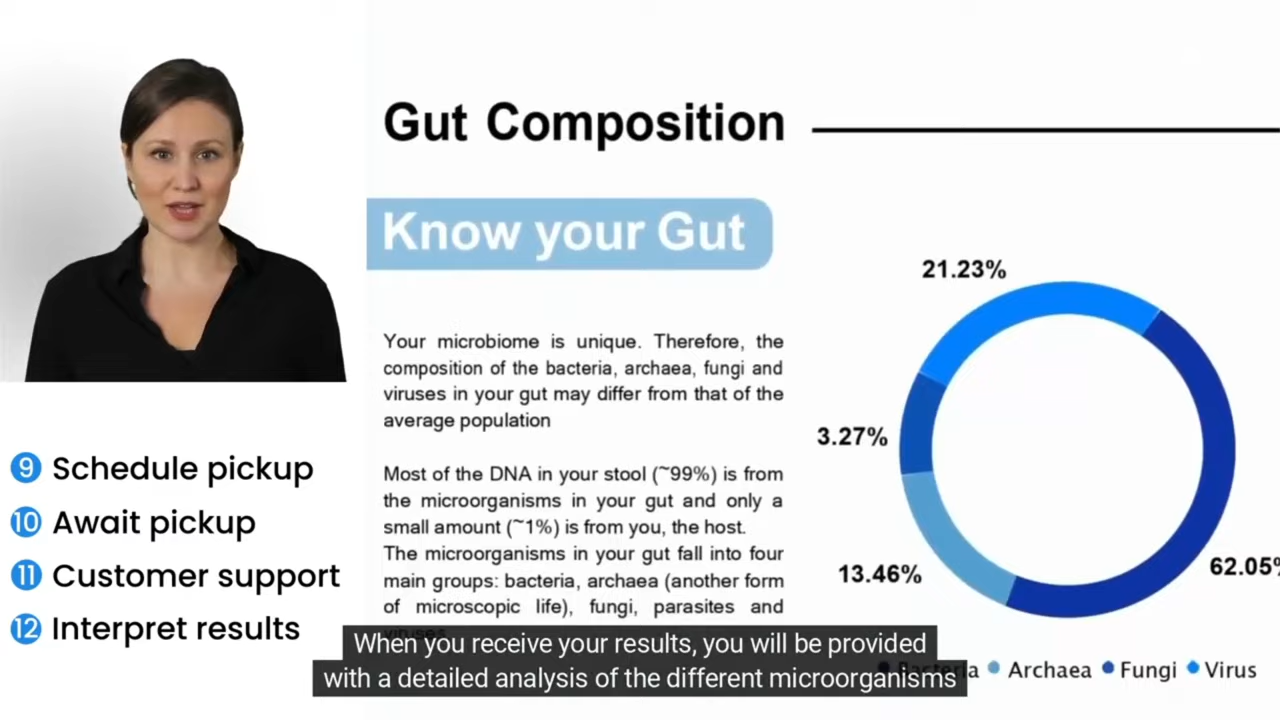 Gut Composition
Know your Gut
21.23%
Your microbiome is unique. Therefore, the
composition of the bacteria, archaea, fungi and
viruses in your gut may differ from that of the
average population
3.27%
9 Schedule pickup
Most of the DNA in your stool (~99%) is from
the microorganisms in your gut and only a
10 Await pickup
small amount (~1%) is from you, the host.
The microorganisms in your gut fall into four
11 Customer support
main groups: bacteria, archaea (another form
13.46%
62.05%
of microscopic life), fungi, parasites and
12 Interpret results
viruses.
When you receive your results, you will be provided
with a detailed analysis of the different microorganisms
Bacteria Archaea Fungi Virus